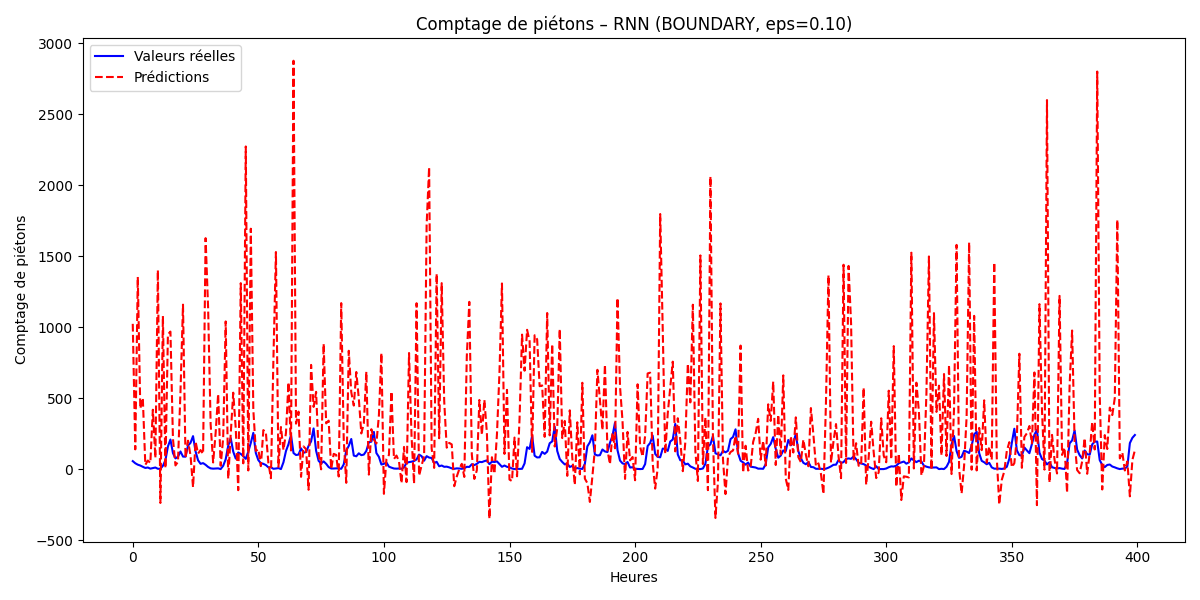 Comptage de piétons – RNN (BOUNDARY, eps=0.10)
Valeurs réelles
Prédictions
Comptage de piétons
3000
2500
2000
1500
1000
500
0
−500
0 50 100 150 200 250 300 350 400
Heures